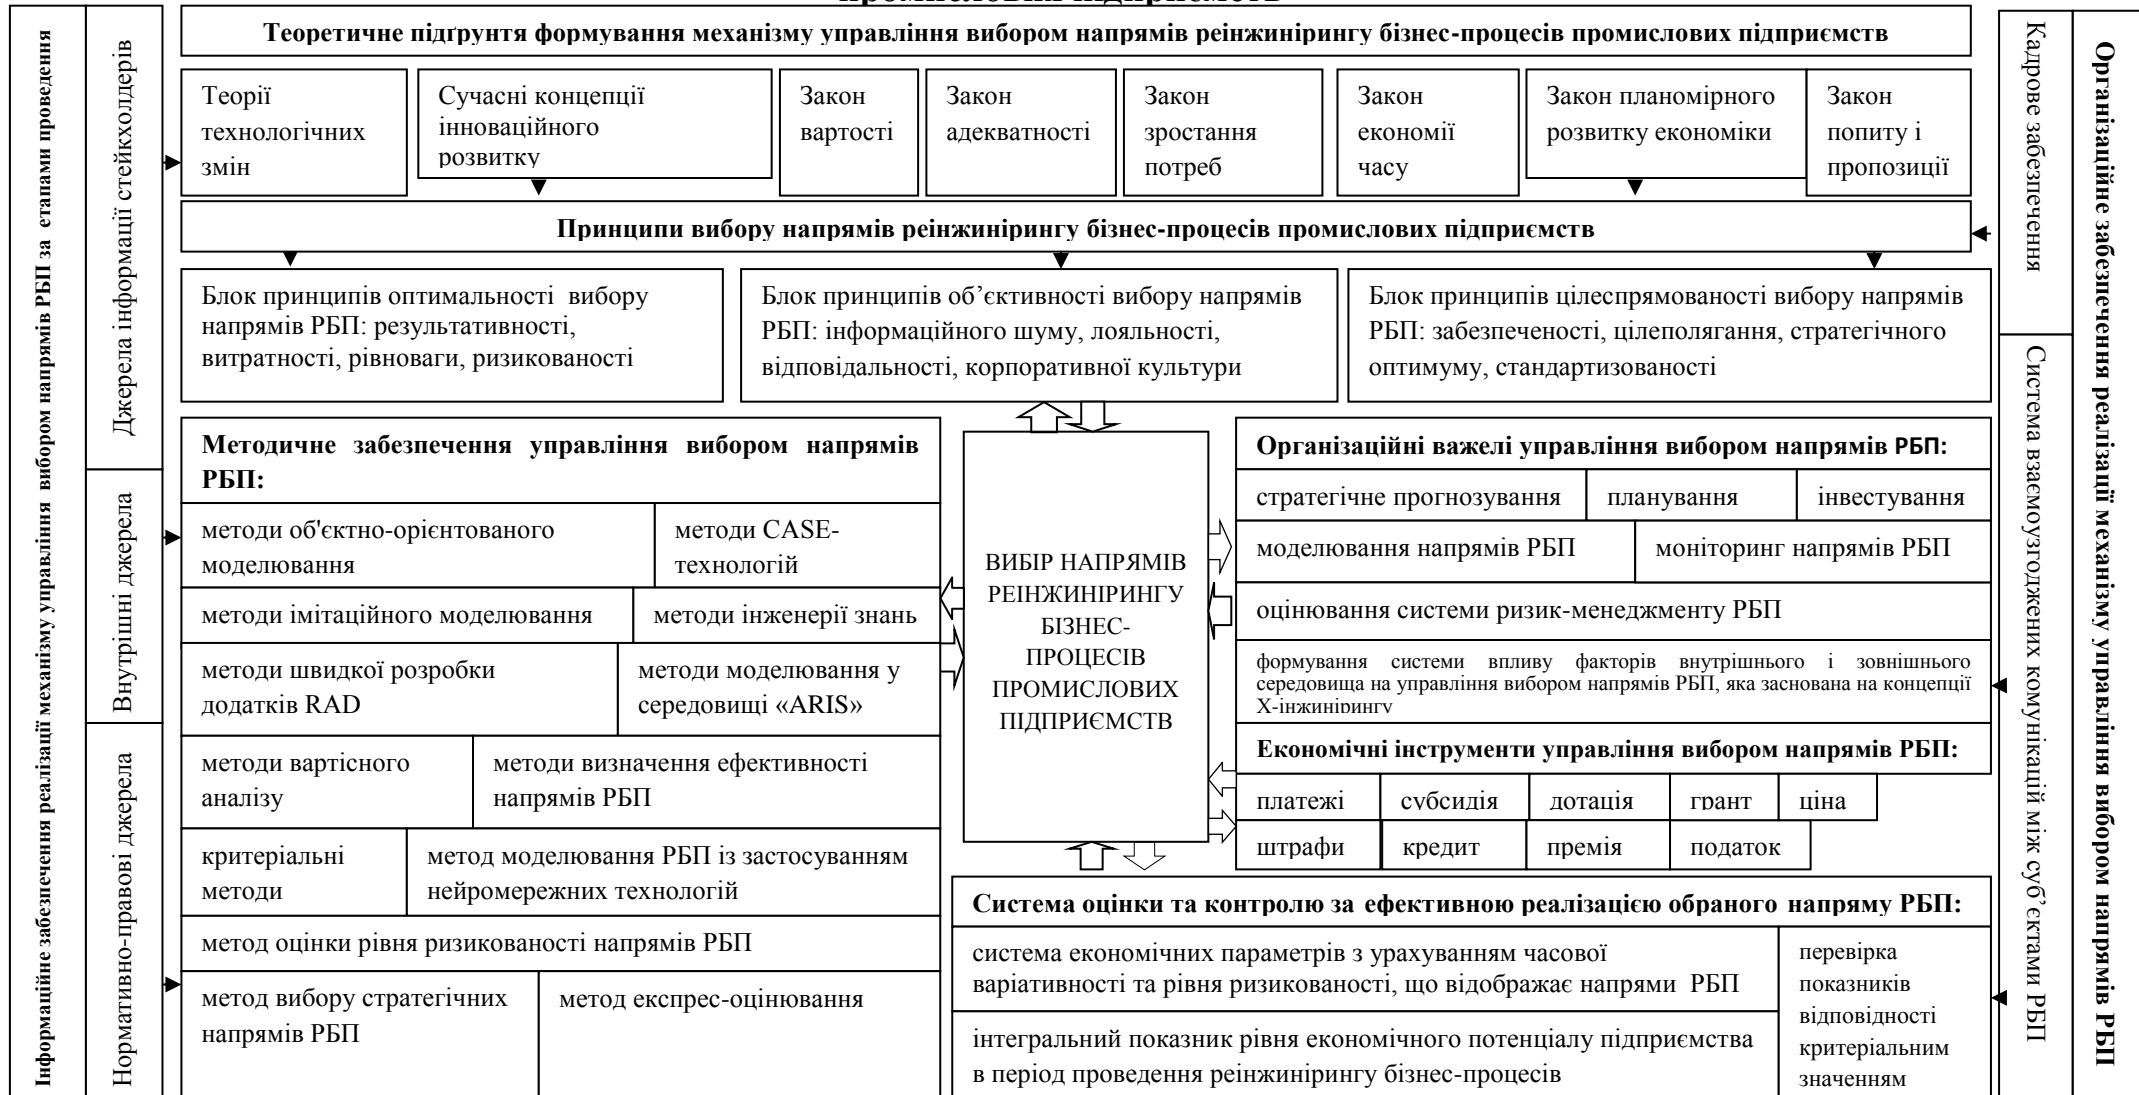 промислових підприємств
Інформаційне забезпечення реалізації механізму управління вибором напрямів РБП за етапами проведення
Джерела інформації стейкхолдерів
Внутрішні джерела
Нормативно-правові джерела
Теоретичне підґрунтя формування механізму управління вибором напрямів реінжинірингу бізнес-процесів промислових підприємств
Теорії
технологічних
змін
Сучасні концепції
інноваційного
розвитку
Закон
вартості
Закон
адекватності
Закон
зростання
потреб
Закон
економії
часу
Закон планомірного
розвитку економіки
Закон
попиту і
пропозиції
Принципи вибору напрямів реінжинірингу бізнес-процесів промислових підприємств
Блок принципів оптимальності вибору
напрямів РБП: результативності,
витратності, рівноваги, ризикованості
Блок принципів об’єктивності вибору напрямів
РБП: інформаційного шуму, лояльності,
відповідальності, корпоративної культури
Блок принципів цілеспрямованості вибору напрямів
РБП: забезпеченості, цілеполягання, стратегічного
оптимуму, стандартизованості
Методичне забезпечення управління вибором напрямів
РБП:
методи об'єктно-орієнтованого
моделювання
методи CASE-
технологій
методи імітаційного моделювання
методи інженерії знань
методи швидкої розробки
додатків RAD
методи моделювання у
середовищі «ARIS»
методи вартісного
аналізу
методи визначення ефективності
напрямів РБП
критеріальні
методи
метод моделювання РБП із застосуванням
нейромережних технологій
метод оцінки рівня ризикованості напрямів РБП
метод вибору стратегічних
напрямів РБП
метод експрес-оцінювання
ВИБІР НАПРЯМІВ
РЕІНЖИНІРИНГУ
БІЗНЕС-
ПРОЦЕСІВ
ПРОМИСЛОВИХ
ПІДПРИЄМСТВ
Організаційні важелі управління вибором напрямів РБП:
стратегічне прогнозування
планування
інвестування
моделювання напрямів РБП
моніторинг напрямів РБП
оцінювання системи ризик-менеджменту РБП
формування системи впливу факторів внутрішнього і зовнішнього
середовища на управління вибором напрямів РБП, яка заснована на концепції
Х-інжинірингу
Економічні інструменти управління вибором напрямів РБП:
платежі
субсидія
дотація
грант
ціна
штрафи
кредит
премія
податок
Система оцінки та контролю за ефективною реалізацією обраного напряму РБП:
система економічних параметрів з урахуванням часової
варіативності та рівня ризикованості, що відображає напрями РБП
інтегральний показник рівня економічного потенціалу підприємства
в період проведення реінжинірингу бізнес-процесів
перевірка
показників
відповідності
критеріальним
значенням
Кадрове забезпечення
Система взаємоузгоджених комунікацій між суб’єктами РБП
Організаційне забезпечення реалізації механізму управління вибором напрямів РБП